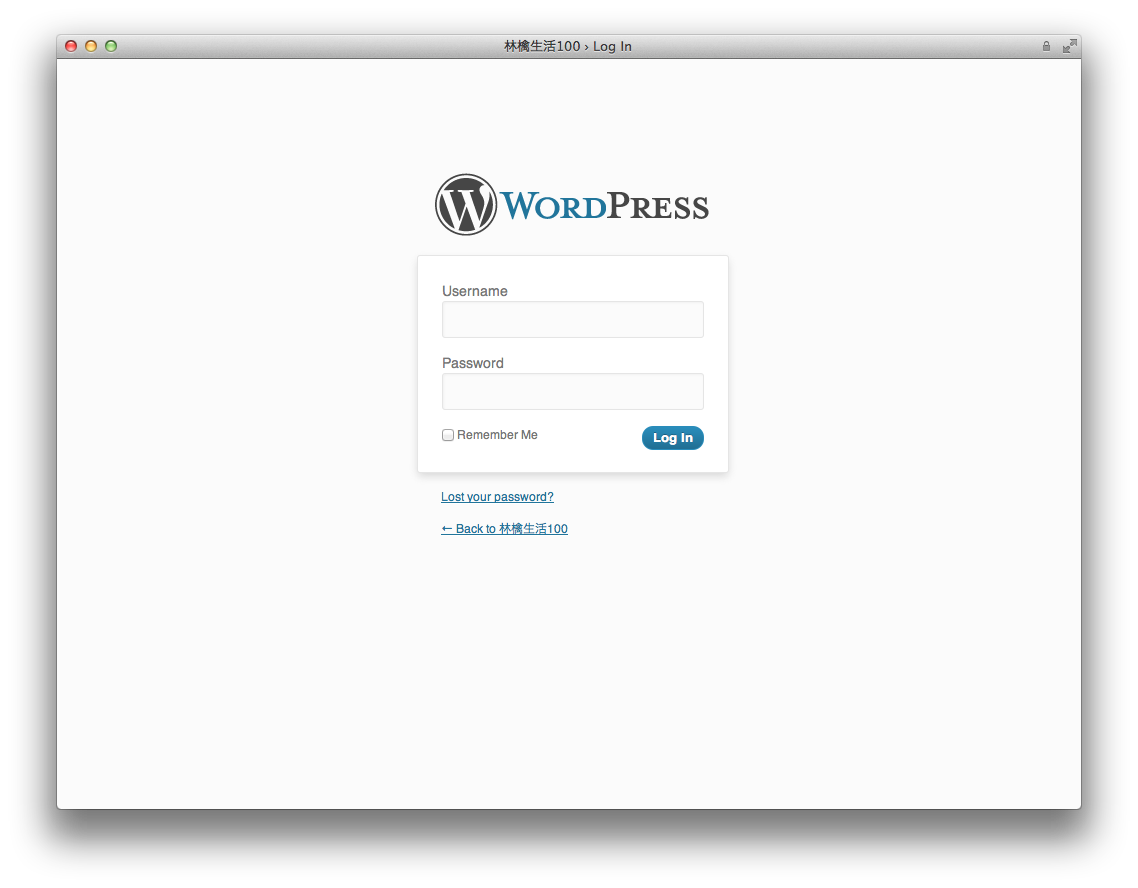 林檎生活100 › Log In
WORDPRESS
Username
Password
Remember Me
Log In
Lost your password?
← Back to 林檎生活100